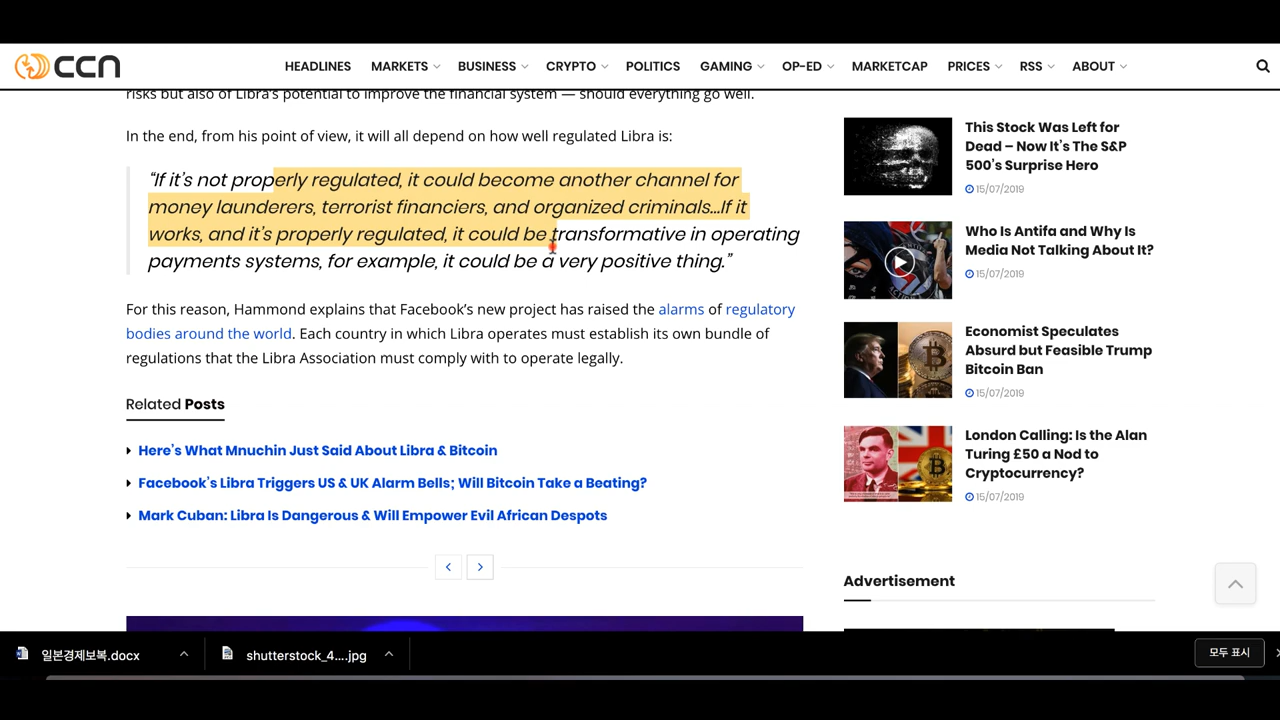 CCN
HEADLINES MARKETS BUSINESS CRYPTO POLITICS GAMING OP-ED MARKETCAP PRICES RSS ABOUT
risks but also of Libra's potential to improve the financial system — should everything go well.
In the end, from his point of view, it will all depend on how well regulated Libra is:
“If it’s not properly regulated, it could become another channel for
money launderers, terrorist financiers, and organized criminals…If it
works, and it’s properly regulated, it could be transformative in operating
payments systems, for example, it could be a very positive thing.”
For this reason, Hammond explains that Facebook’s new project has raised the alarms of regulatory
bodies around the world. Each country in which Libra operates must establish its own bundle of
regulations that the Libra Association must comply with to operate legally.
Related Posts
Here’s What Mnuchin Just Said About Libra & Bitcoin
Facebook’s Libra Triggers US & UK Alarm Bells; Will Bitcoin Take a Beating?
Mark Cuban: Libra Is Dangerous & Will Empower Evil African Despots
This Stock Was Left for
Dead – Now It’s The S&P
500’s Surprise Hero
15/07/2019
Who Is Antifa and Why Is
Media Not Talking About It?
15/07/2019
Economist Speculates
Absurd but Feasible Trump
Bitcoin Ban
15/07/2019
London Calling: Is the Alan
Turing £50 a Nod to
Cryptocurrency?
15/07/2019
Advertisement
일본경제보복.docx
shutterstock_4....jpg
모두 표시